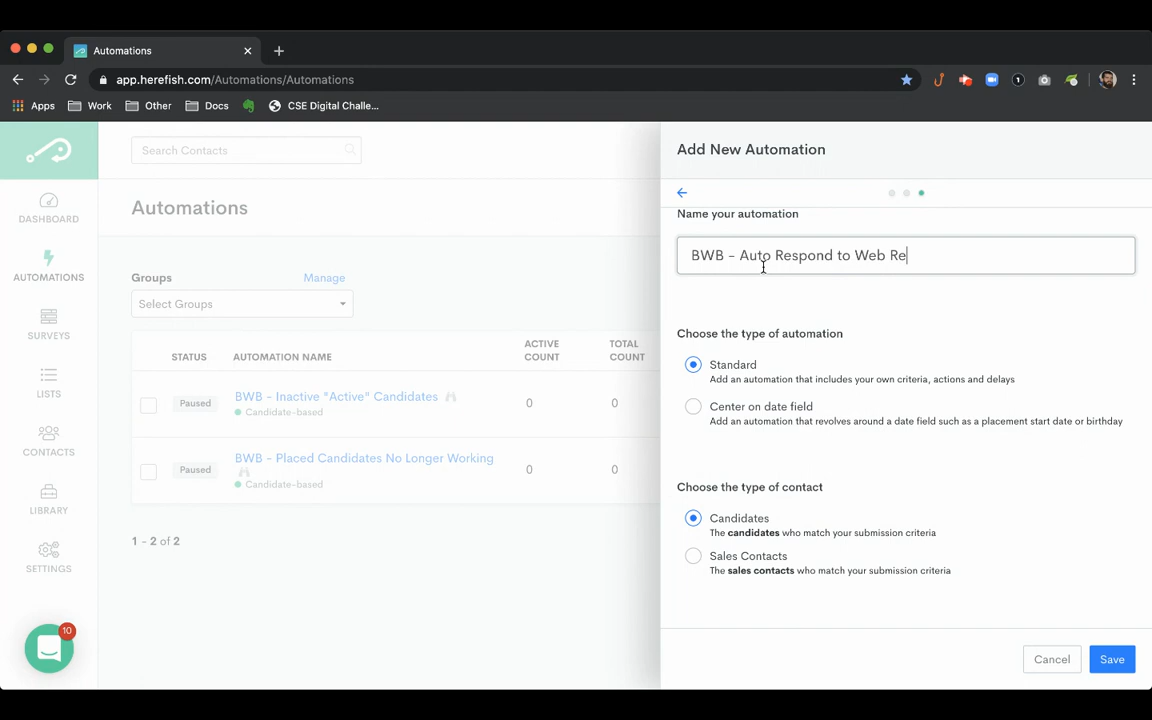 Automations
app.herefish.com/Automations/Automations
1
Apps
Work
Other
Docs
CSE Digital Challe...
Search Contacts
DASHBOARD
AUTOMATIONS
SURVEYS
LISTS
CONTACTS
LIBRARY
SETTINGS
10
Automations
Groups
Manage
Select Groups
STATUS
AUTOMATION NAME
ACTIVE
COUNT
TOTAL
COUNT
Paused
BWB - Inactive "Active" Candidates
Candidate-based
0
0
Paused
BWB - Placed Candidates No Longer Working
Candidate-based
0
0
1 - 2 of 2
Add New Automation
Name your automation
BWB - Auto Respond to Web Re
Choose the type of automation
Standard
Add an automation that includes your own criteria, actions and delays
Center on date field
Add an automation that revolves around a date field such as a placement start date or birthday
Choose the type of contact
Candidates
The candidates who match your submission criteria
Sales Contacts
The sales contacts who match your submission criteria
Cancel
Save